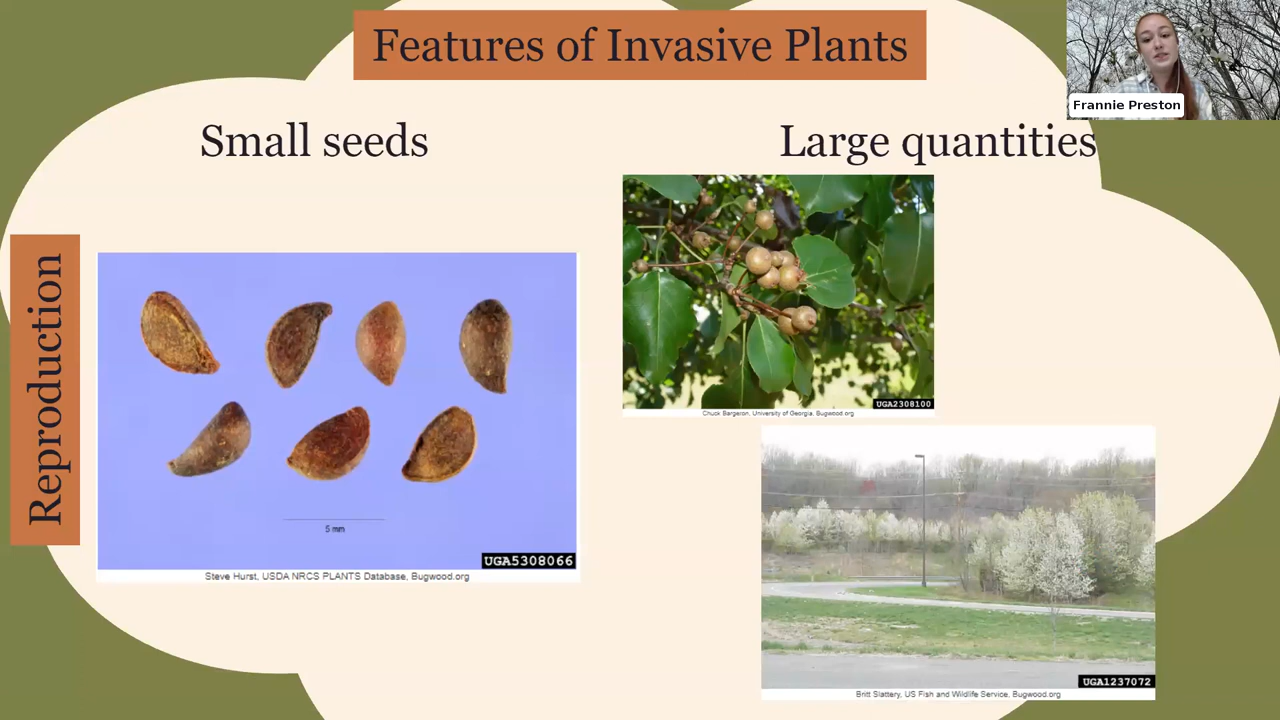 Features of Invasive Plants
Frannie Preston
Small seeds
Large quantities
Reproduction
5 mm
UGA5308066
Steve Hurst, USDA NRCS PLANTS Database, Bugwood.org
UGA2308100
Chuck Bargeron, University of Georgia, Bugwood.org
UGA1237072
Britt Slattery, US Fish and Wildlife Service, Bugwood.org